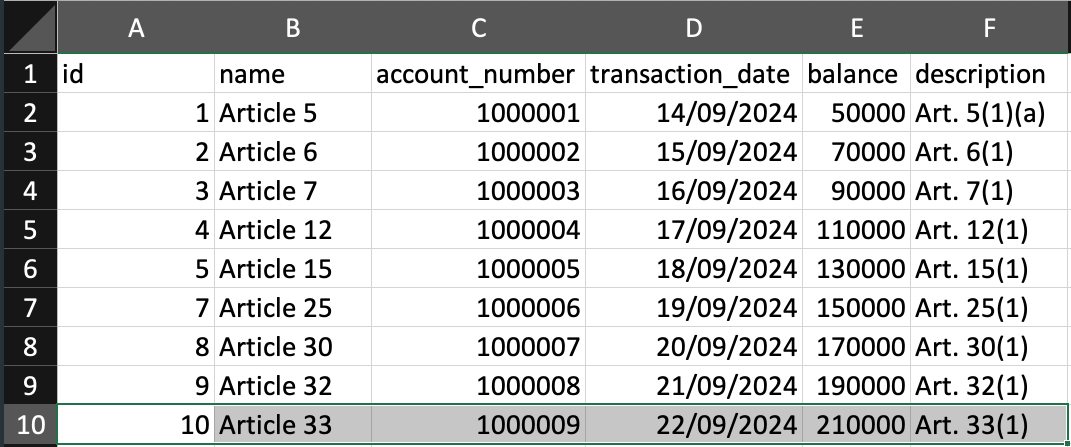 A B C D E F
1 id name account_number transaction_date balance description
2 1 Article 5 1000001 14/09/2024 50000 Art. 5(1)(a)
3 2 Article 6 1000002 15/09/2024 70000 Art. 6(1)
4 3 Article 7 1000003 16/09/2024 90000 Art. 7(1)
5 4 Article 12 1000004 17/09/2024 110000 Art. 12(1)
6 5 Article 15 1000005 18/09/2024 130000 Art. 15(1)
7 7 Article 25 1000006 19/09/2024 150000 Art. 25(1)
8 8 Article 30 1000007 20/09/2024 170000 Art. 30(1)
9 9 Article 32 1000008 21/09/2024 190000 Art. 32(1)
10 10 Article 33 1000009 22/09/2024 210000 Art. 33(1)